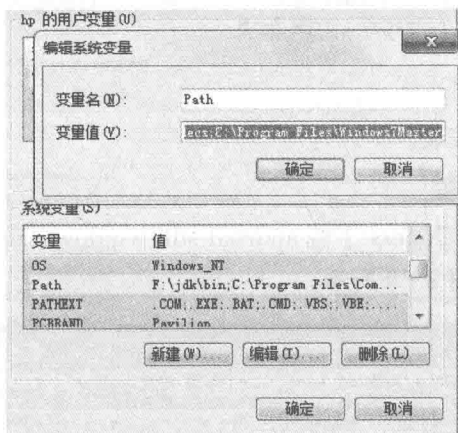 hp 的用户变量(U)
编辑系统变量
变量名(N): Path
变量值(V): ecs;C:\Program Files\Windows7Master
确定 取消
系统变量(S)
变量 值
OS Windows_NT
Path F:\jdk\bin;C:\Program Files\Com...
PATHEXT .COM;.EXE;.BAT;.CMD;.VBS;.VBE;....
PCBRAND Pavilion
新建(W)... 编辑(I)... 删除(L)
确定 取消